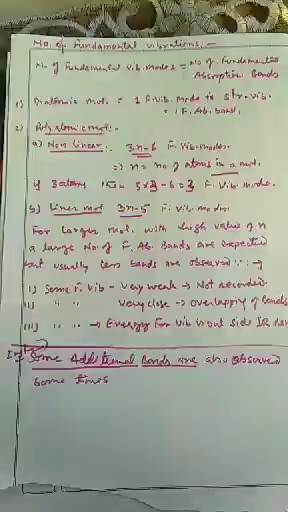 No. of Fundamental Vibrations:-
No. of Fundamental Vib. modes = No of. Fundamental
Absorption Bands
1) Diatomic mol. = 1 F. Vib. mode is str. vib.
= 1 F. Ab. band.
2) Polyatomic mol:-
a) Non linear:- 3n-6 F. Vib. modes.
=> n = no of atoms in a mol.
If 3 atoms 3x3-6=3 F. Vib. mode.
b) Linear mol 3n-5 F. Vib. modes.
For larger mol. with high value of n
a large No of F. Ab. Bands are expected
but usually less bands are observed ∵ :→
i) Some F. vib - Very weak → Not recorded
ii) " " Very close → overlapping of Bands
iii) " " → Energy For vib is out side IR
Some Additional Bands are also observed
Some times